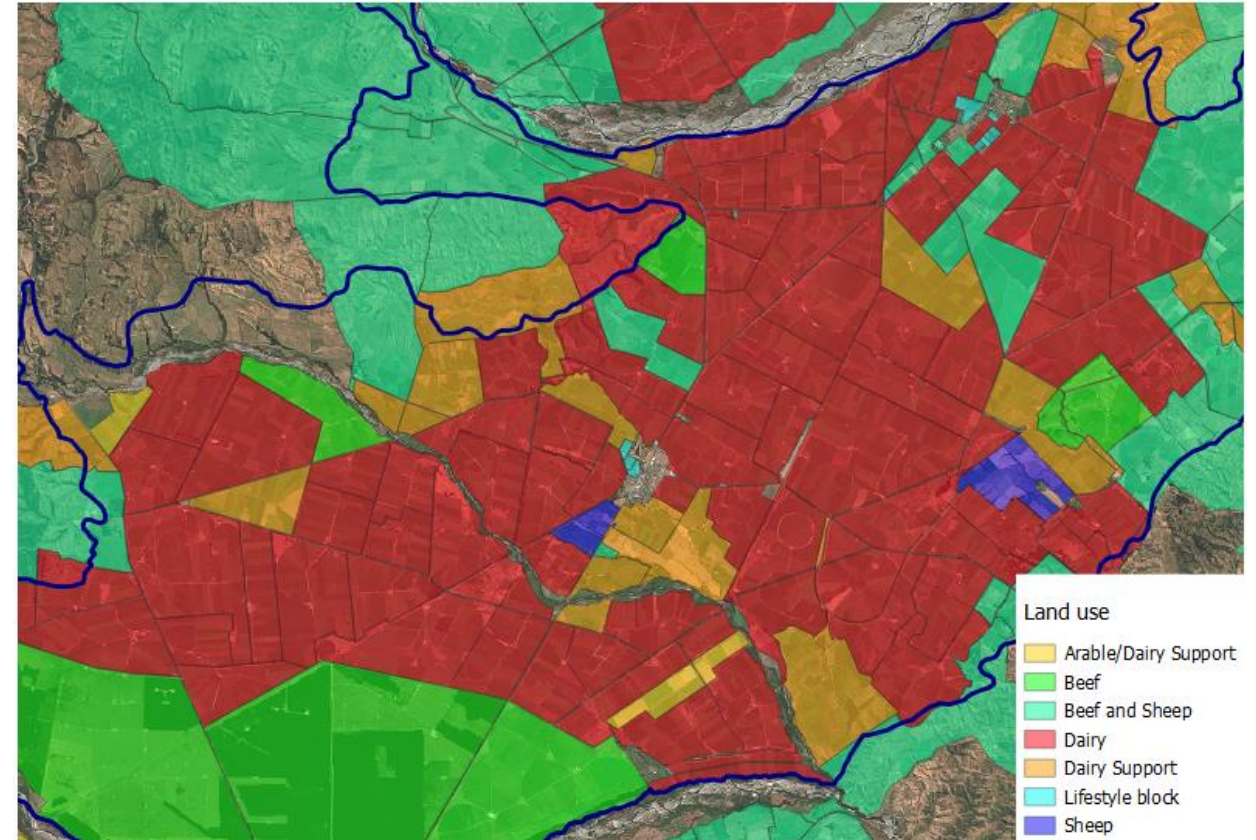 Land use
Arable/Dairy Support
Beef
Beef and Sheep
Dairy
Dairy Support
Lifestyle block
Sheep